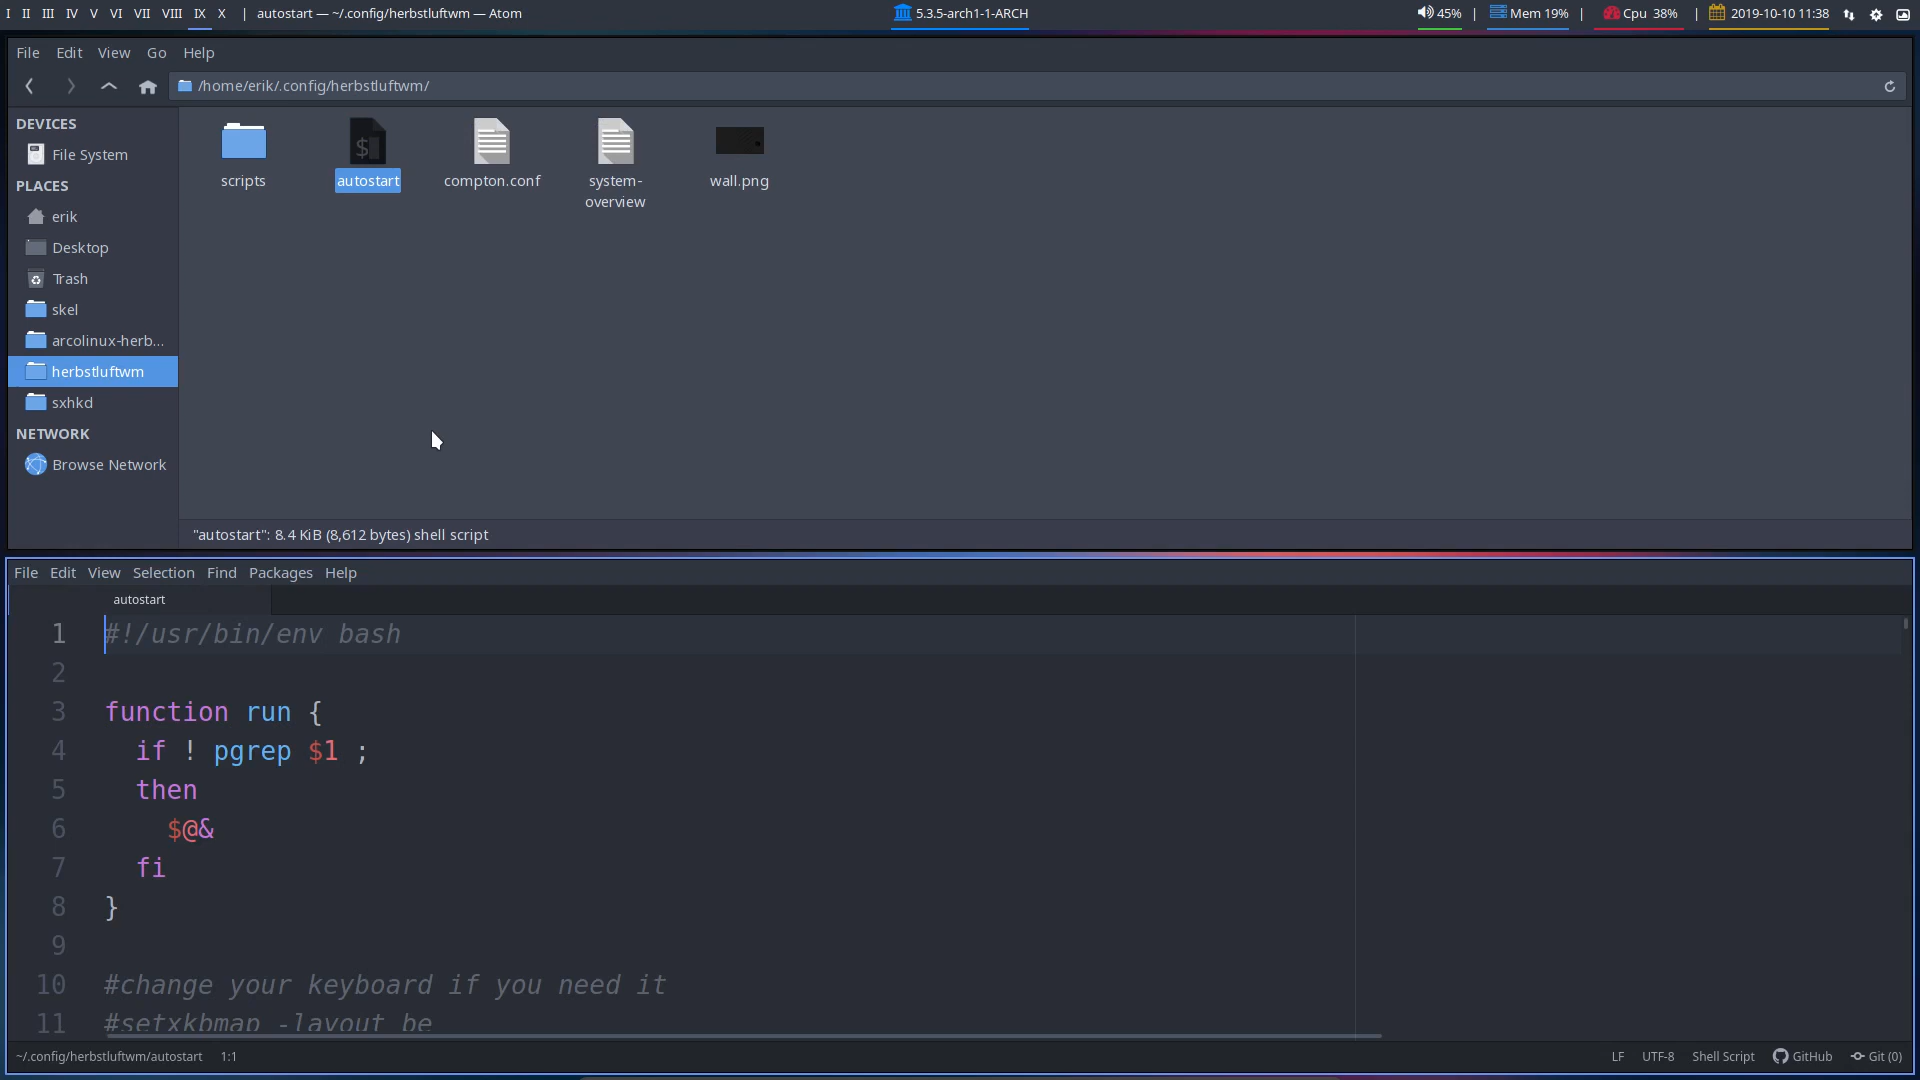 I II III IV V VI VII VIII IX X | autostart — ~/.config/herbstluftwm — Atom
5.3.5-arch1-1-ARCH
45% | Mem 19% | Cpu 38% | 2019-10-10 11:38
File Edit View Go Help
/home/erik/.config/herbstluftwm/
DEVICES
File System
PLACES
erik
Desktop
Trash
skel
arcolinux-herb...
herbstluftwm
sxhkd
NETWORK
Browse Network
scripts
autostart
compton.conf
system-
overview
wall.png
"autostart": 8.4 KiB (8,612 bytes) shell script
File Edit View Selection Find Packages Help
autostart
1 #!/usr/bin/env bash
2
3 function run {
4 if ! pgrep $1 ;
5 then
6 $@&
7 fi
8 }
9
10 #change your keyboard if you need it
11 #setxkbmap -layout be
~/.config/herbstluftwm/autostart 1:1
LF UTF-8 Shell Script GitHub Git (0)